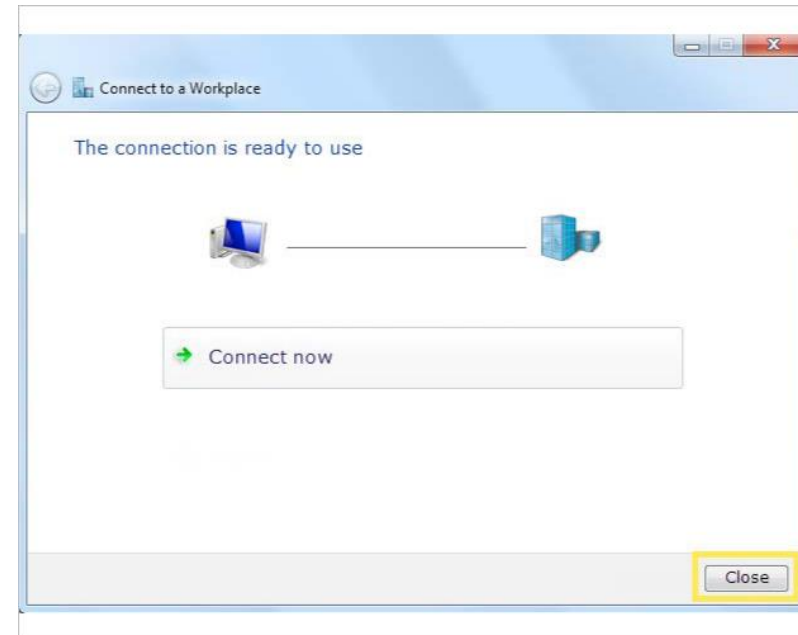 Connect to a Workplace
The connection is ready to use
Connect now
Close